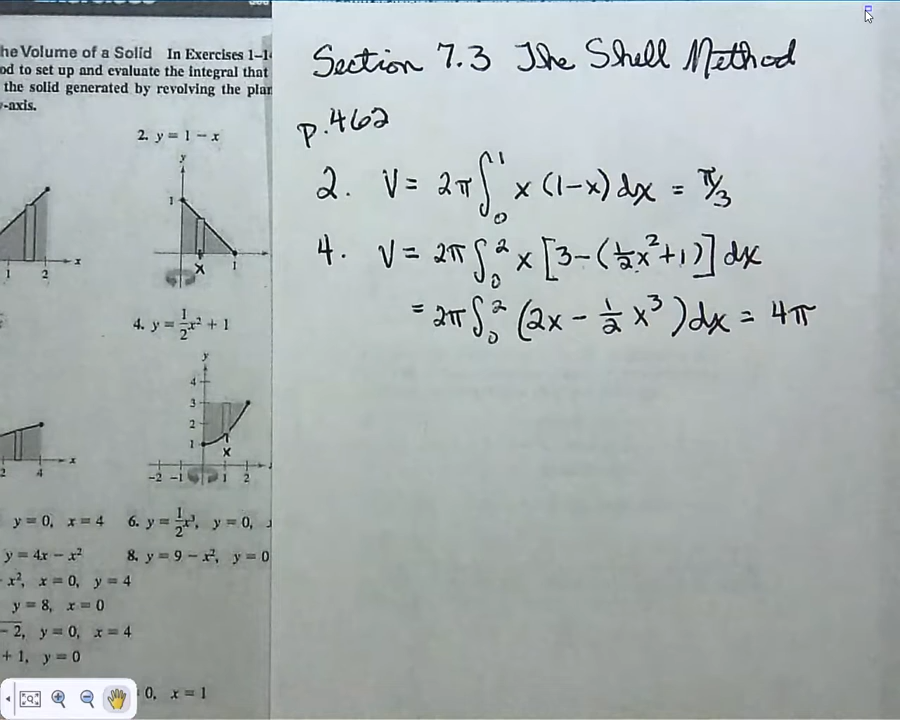 he Volume of a Solid In Exercises 1–1
od to set up and evaluate the integral that
the solid generated by revolving the plan
-axis.
2. y = 1 − x
y
1
1 2 x
x 1
4. y = 1/2 x² + 1
y
4
3
2
1
x
2 4 x
−2 −1 1 2
y = 0, x = 4 6. y = 1/2 x³, y = 0,
y = 4x − x² 8. y = 9 − x², y = 0
x², x = 0, y = 4
y = 8, x = 0
− 2, y = 0, x = 4
+ 1, y = 0
= 0, x = 1
Section 7.3 The Shell Method
p.462
2. V = 2π ∫₀¹ x (1−x) dx = π/3
4. V = 2π ∫₀² x [3 − (1/2 x² + 1)] dx
= 2π ∫₀² (2x − 1/2 x³) dx = 4π